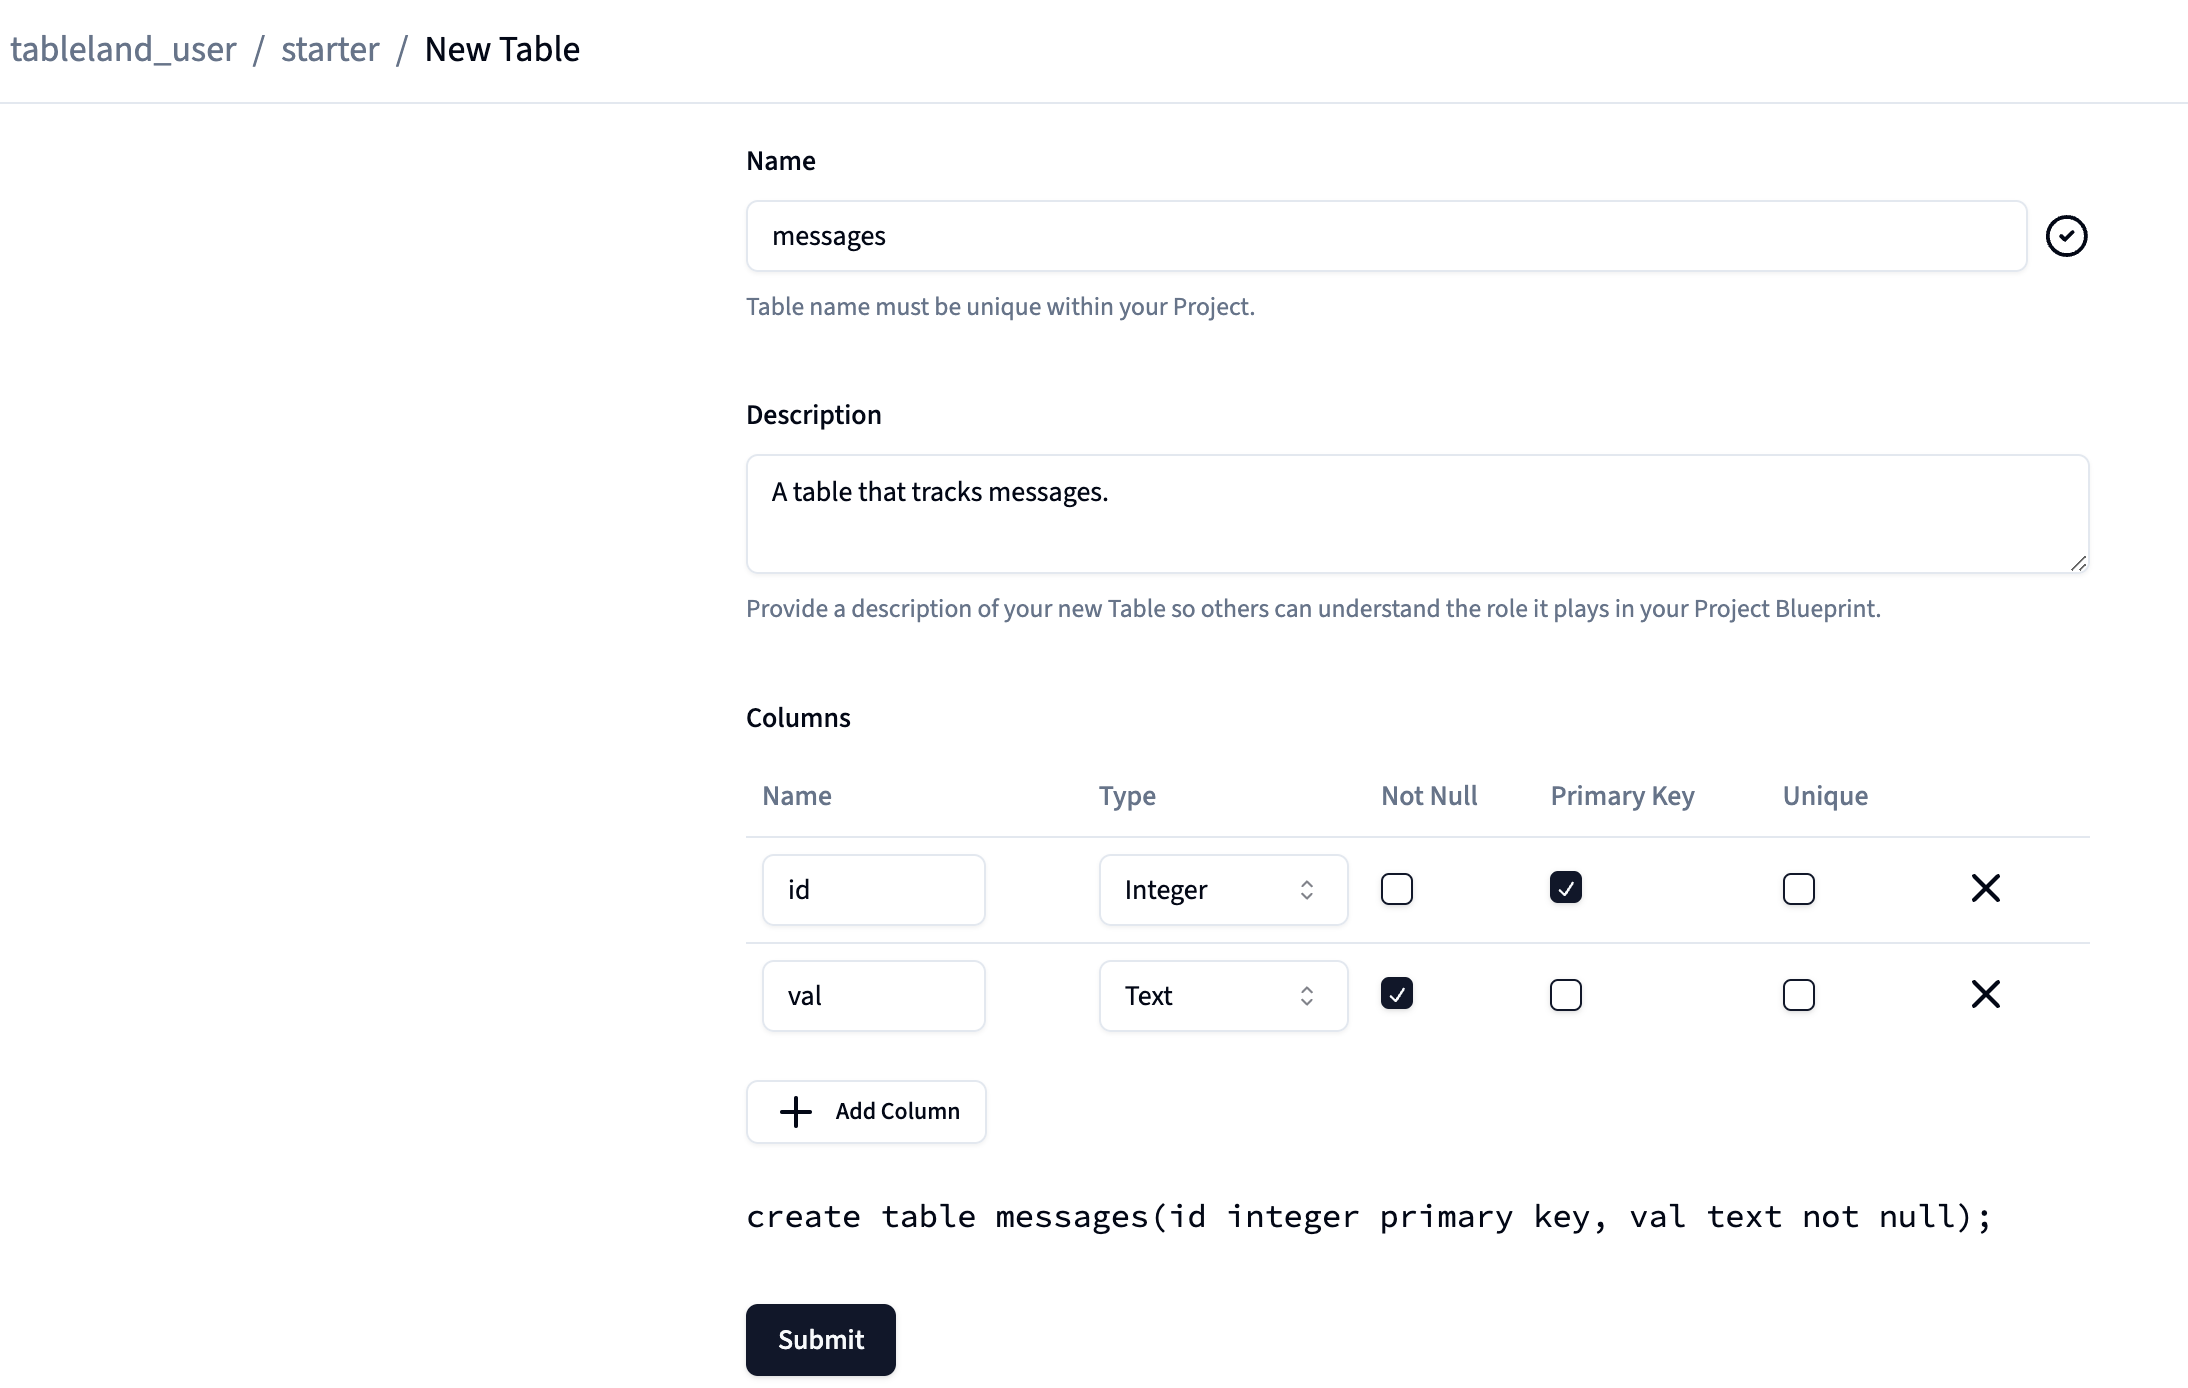 tableland_user / starter / New Table
Name
messages
Table name must be unique within your Project.
Description
A table that tracks messages.
Provide a description of your new Table so others can understand the role it plays in your Project Blueprint.
Columns
Name Type Not Null Primary Key Unique
id Integer
val Text
Add Column
create table messages(id integer primary key, val text not null);
Submit